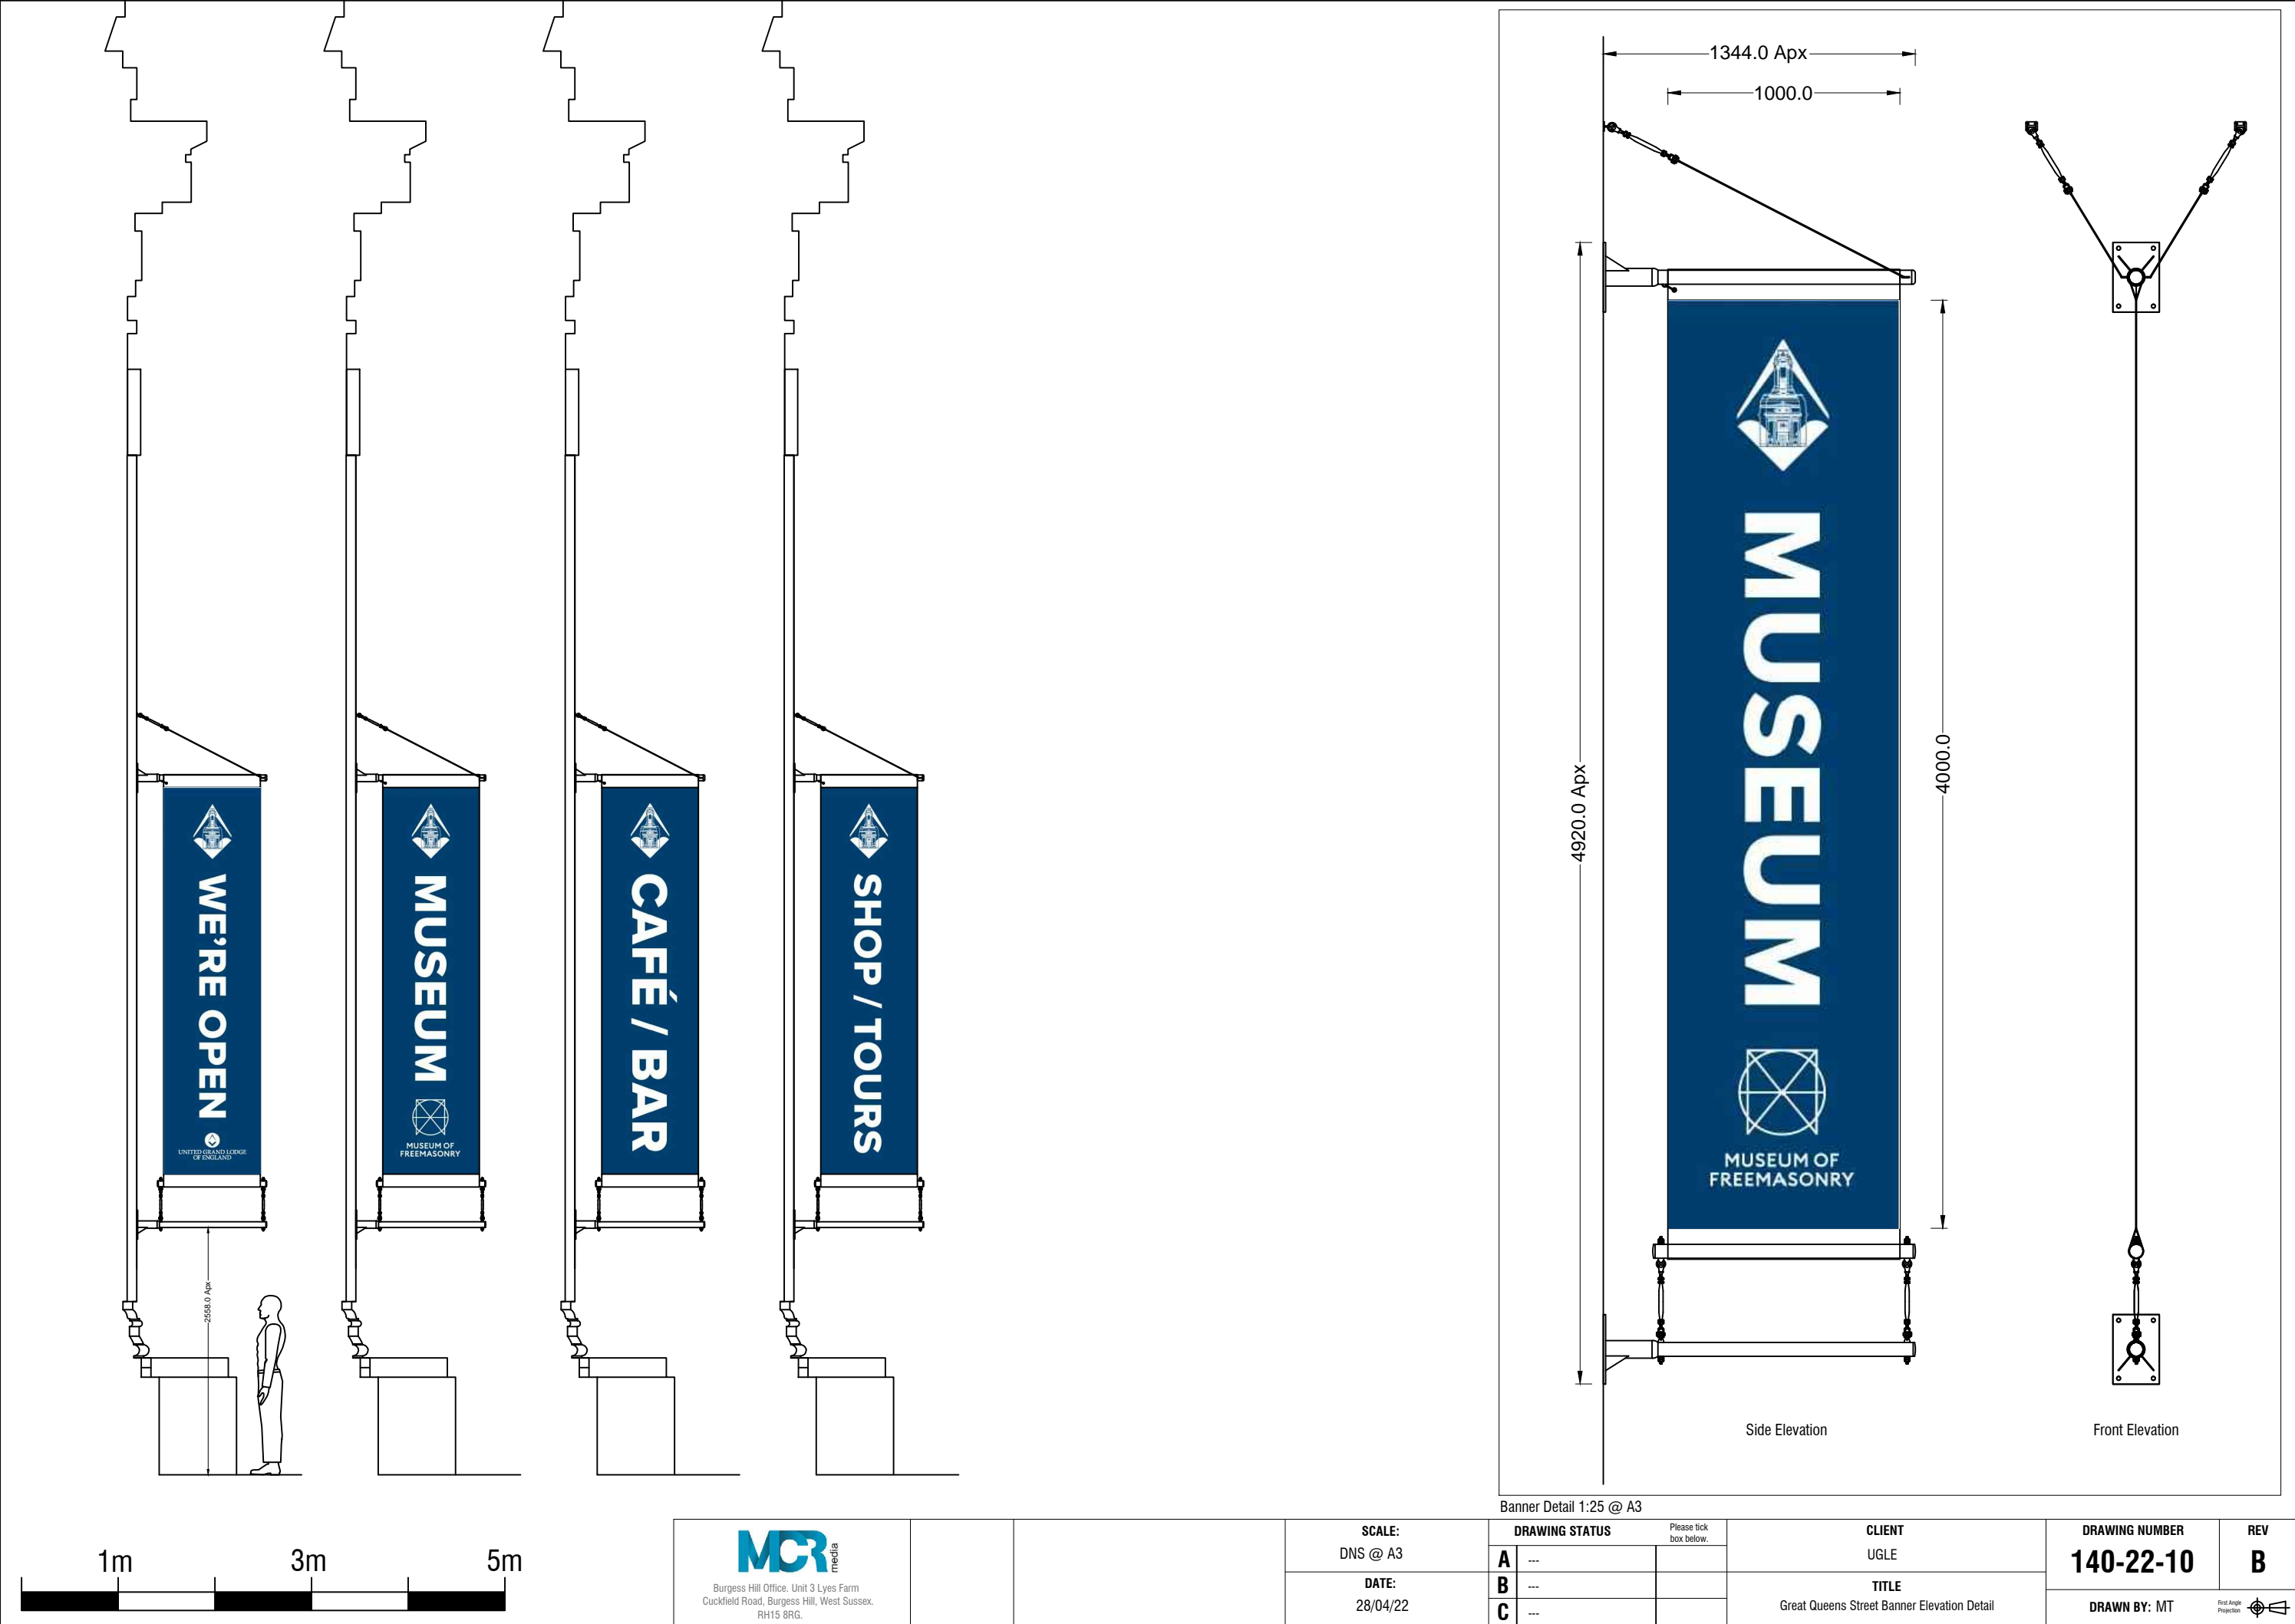 WE'RE OPEN
UNITED GRAND LODGE
OF ENGLAND
MUSEUM
MUSEUM OF
FREEMASONRY
CAFÉ / BAR
SHOP / TOURS
2558.0 Apx
1344.0 Apx
1000.0
4920.0 Apx
4000.0
MUSEUM
MUSEUM OF
FREEMASONRY
Side Elevation
Front Elevation
Banner Detail 1:25 @ A3
1m 3m 5m
MCR media
Burgess Hill Office. Unit 3 Lyes Farm
Cuckfield Road, Burgess Hill, West Sussex.
RH15 8RG.
SCALE:
DNS @ A3
DATE:
28/04/22
DRAWING STATUS
Please tick
box below.
A ---
B ---
C ---
CLIENT
UGLE
TITLE
Great Queens Street Banner Elevation Detail
DRAWING NUMBER
140-22-10
REV
B
DRAWN BY: MT
First Angle
Projection